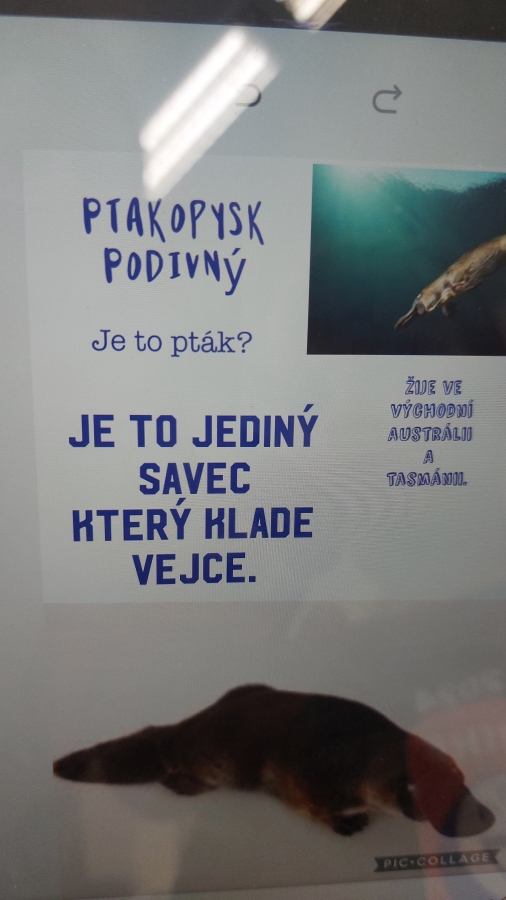 PTAKOPYSK
PODIVNÝ
Je to pták?
JE TO JEDINÝ
SAVEC
KTERÝ KLADE
VEJCE.
ŽIJE VE
VÝCHODNÍ
AUSTRÁLII
A
TASMÁNII.
PIC•COLLAGE